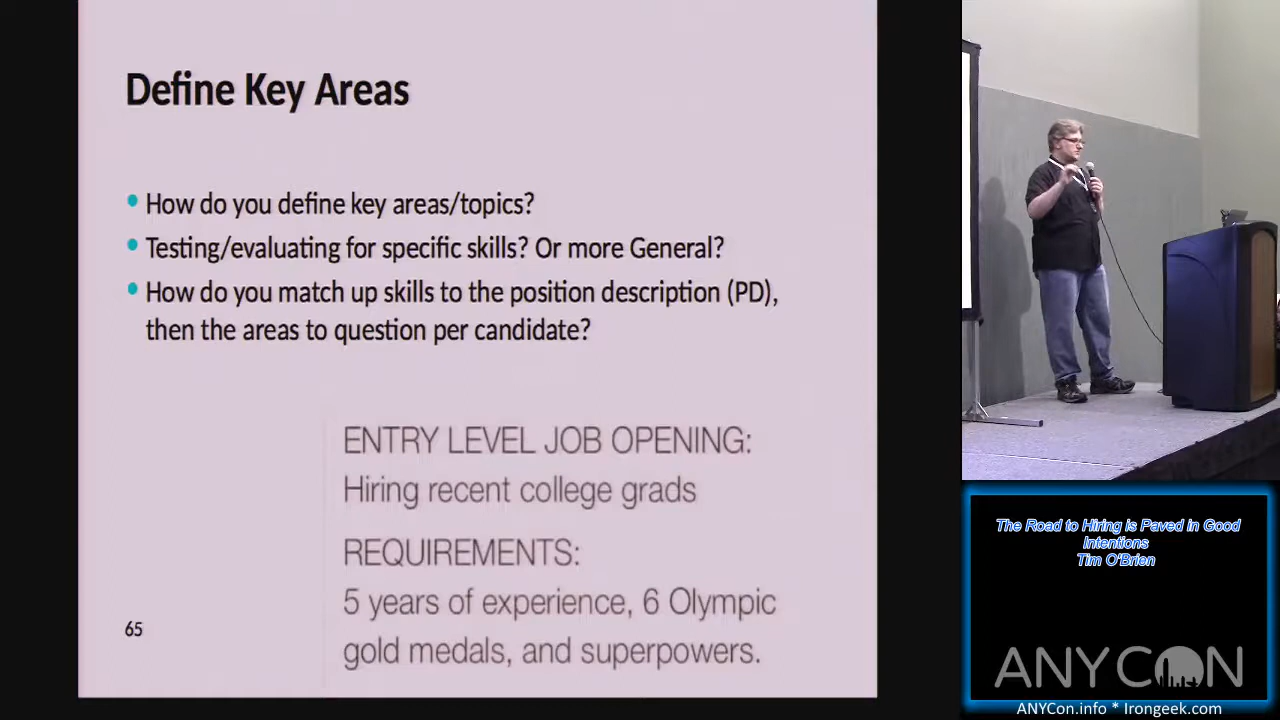 Define Key Areas
• How do you define key areas/topics?
• Testing/evaluating for specific skills? Or more General?
• How do you match up skills to the position description (PD),
then the areas to question per candidate?
ENTRY LEVEL JOB OPENING:
Hiring recent college grads
REQUIREMENTS:
5 years of experience, 6 Olympic
gold medals, and superpowers.
65
The Road to Hiring is Paved in Good
Intentions
Tim O'Brien
ANYCON
ANYCon.info * Irongeek.com